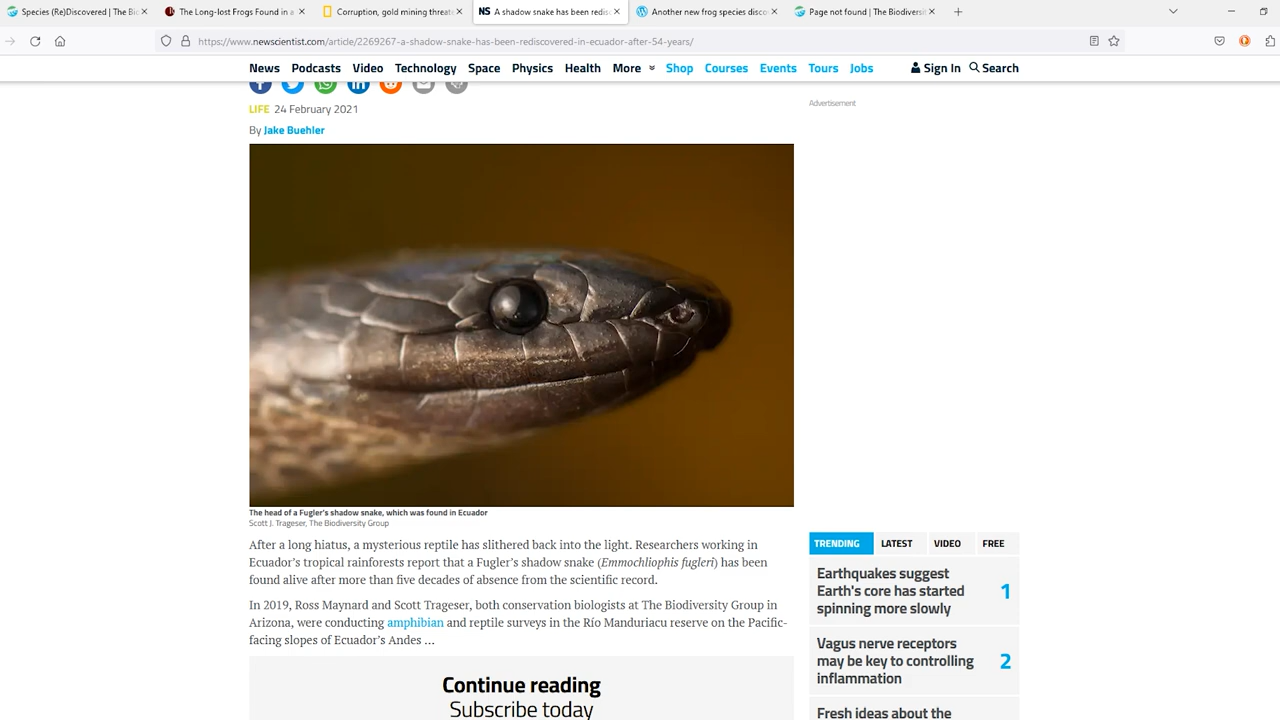 Species (Re)Discovered | The Bi
The Long-lost Frogs Found in a
Corruption, gold mining threat
NS A shadow snake has been redis
Another new frog species disco
Page not found | The Biodiversi
https://www.newscientist.com/article/2269267-a-shadow-snake-has-been-rediscovered-in-ecuador-after-54-years/
News Podcasts Video Technology Space Physics Health More Shop Courses Events Tours Jobs Sign In Search
LIFE 24 February 2021
Advertisement
By Jake Buehler
The head of a Fugler's shadow snake, which was found in Ecuador
Scott J. Trageser, The Biodiversity Group
After a long hiatus, a mysterious reptile has slithered back into the light. Researchers working in
Ecuador's tropical rainforests report that a Fugler's shadow snake (Emmochliophis fugleri) has been
found alive after more than five decades of absence from the scientific record.
In 2019, Ross Maynard and Scott Trageser, both conservation biologists at The Biodiversity Group in
Arizona, were conducting amphibian and reptile surveys in the Río Manduriacu reserve on the Pacific-
facing slopes of Ecuador's Andes ...
Continue reading
Subscribe today
TRENDING LATEST VIDEO FREE
Earthquakes suggest
Earth's core has started
spinning more slowly
1
Vagus nerve receptors
may be key to controlling
inflammation
2
Fresh ideas about the